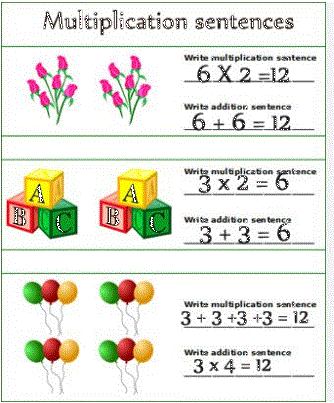 Multiplication sentences
Write multiplication sentence
6 X 2 =12
Write addition sentence
6 + 6 = 12
A
B C
A
B C
Write multiplication sentence
3 x 2 = 6
Write addition sentence
3 + 3 = 6
Write multiplication sentence
3 + 3 +3 +3 = 12
Write addition sentence
3 x 4 = 12